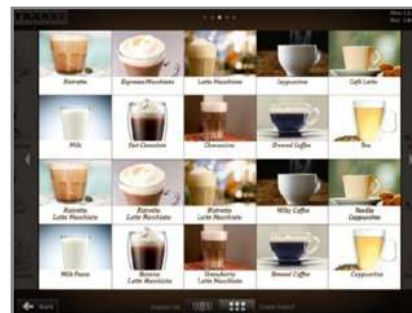 FRANKE
Ristretto
Espresso Macchiato
Latte Macchiato
Cappuccino
Café Latte
Milk
Hot Chocolate
Chococcino
Brewed Coffee
Tea
Ristretto
Latte Macchiato
Ristretto
Latte Macchiato
Ristretto
Latte Macchiato
Milky Coffee
Vanilla
Cappuccino
Milk Foam
Banana
Latte Macchiato
Strawberry
Latte Macchiato
Brewed Coffee
Cappuccino
Back